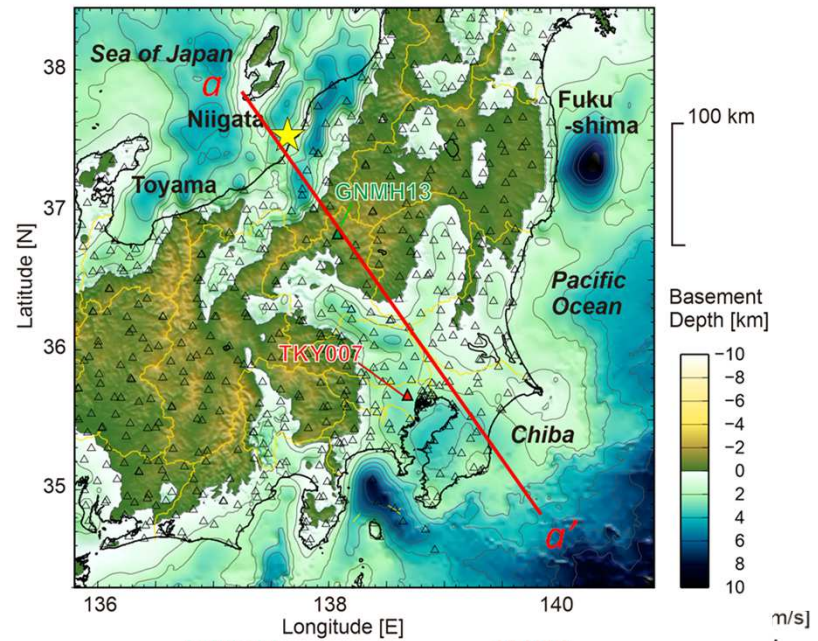 Sea of Japan
a
Niigata
Toyama
Fuku
-shima
GNMH13
Pacific
Ocean
TKY007
Chiba
a'
38
37
36
35
Latitude [N]
136
138
140
Longitude [E]
100 km
Basement
Depth [km]
−10
−8
−6
−4
−2
0
2
4
6
8
10
m/s]